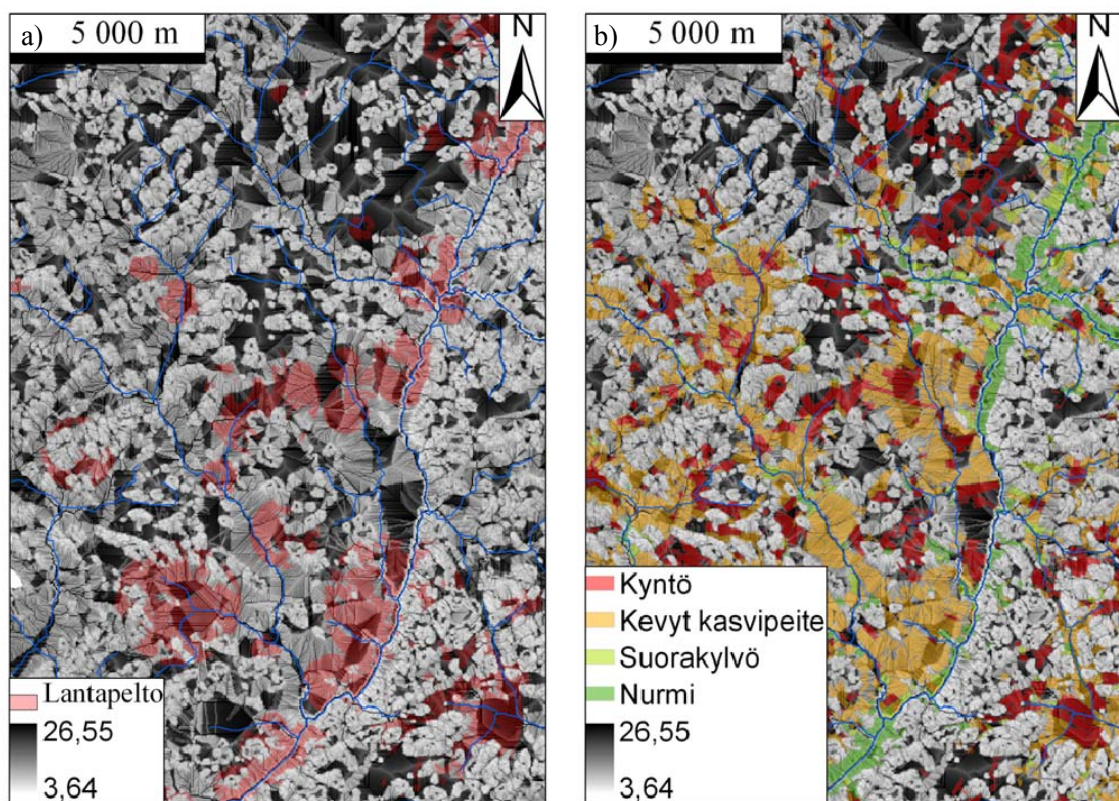 a) 5 000 m
N
Lantapelto
26,55
3,64
b) 5 000 m
N
Kyntö
Kevyt kasvipeite
Suorakylvö
Nurmi
26,55
3,64